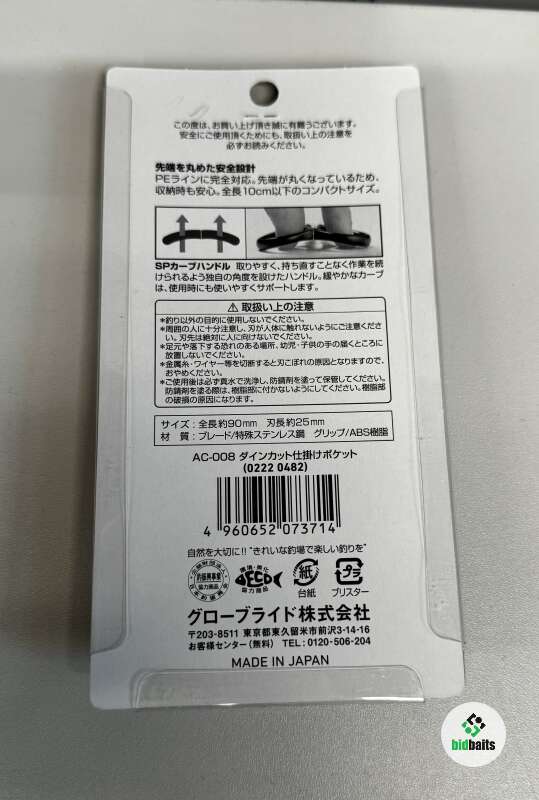 この度は、お買い上げ頂き誠に有難うございます。
安全にご使用頂くためにも、取扱い上の注意を
必ずお読みください。
先端を丸めた安全設計
PEラインに完全対応。先端が丸くなっているため、
収納時も安心。全長10cm以下のコンパクトサイズ。
SPカーブハンドル 取りやすく、持ち直すことなく作業を続
けられるよう独自の角度を設けたハンドル。緩やかなカーブ
は、使用時にも使いやすくサポートします。
⚠取扱い上の注意
*釣り以外の目的に使用しないでください。
*周囲の人に十分注意し、刃が人体に触れないようにご注意くださ
い。刃先は絶対に人に向けないでください。
*足元や落下する恐れのある場所、幼児・子供の手の届くところに
放置しないでください。
*金属糸・ワイヤー等を切断すると刃こぼれの原因となりますので、
おやめください。
*ご使用後は必ず真水で洗浄し、防錆剤を塗って保管してください。
防錆剤を塗る際は、樹脂部に付かないようにしてください。樹脂部
の破損の原因になります。
サイズ:全長約90mm 刃長約25mm
材 質:ブレード/特殊ステンレス鋼 グリップ/ABS樹脂
AC-008 ダインカット仕掛けポケット
(0222 0482)
4 960652 073714
自然を大切に!!"きれいな釣場で楽しい釣りを"
環境・美化
ECO
協力商品
紙
台紙
プラ
ブリスター
グローブライド株式会社
〒203-8511 東京都東久留米市前沢3-14-16
お客様センター(無料) TEL:0120-506-204
MADE IN JAPAN
bidbaits